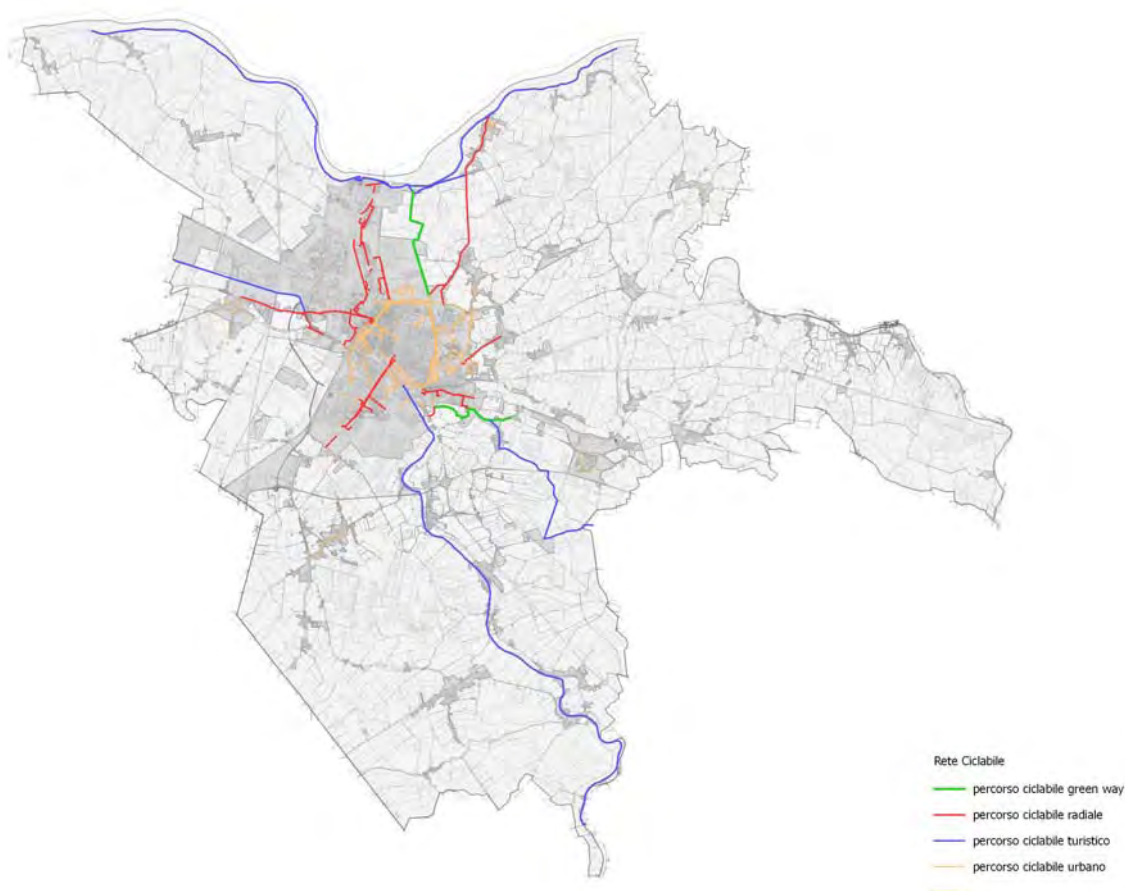 Rete Ciclabile
percorso ciclabile green way
percorso ciclabile radiale
percorso ciclabile turistico
percorso ciclabile urbano